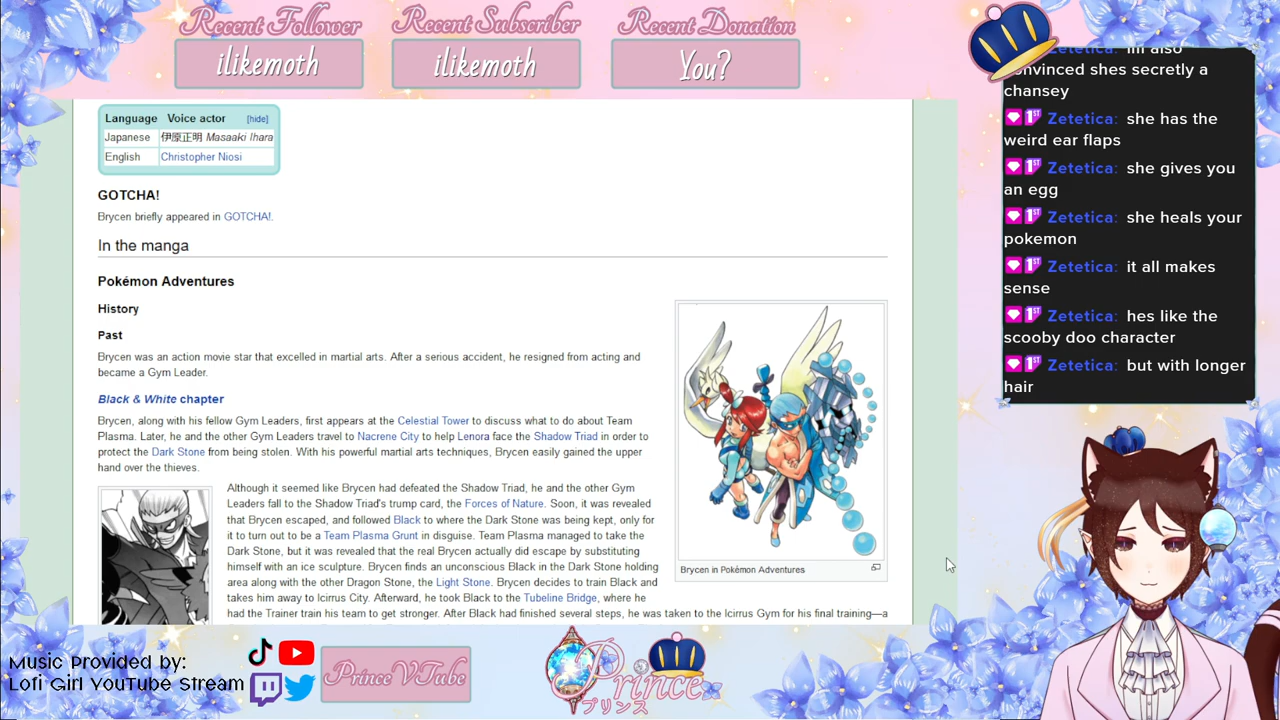 Recent Follower
ilikemoth
Recent Subscriber
ilikemoth
Recent Donation
You?
Language Voice actor [hide]
Japanese 伊原正明 Masaaki Ihara
English Christopher Niosi
GOTCHA!
Brycen briefly appeared in GOTCHA!.
In the manga
Pokémon Adventures
History
Past
Brycen was an action movie star that excelled in martial arts. After a serious accident, he resigned from acting and
became a Gym Leader.
Black & White chapter
Brycen, along with his fellow Gym Leaders, first appears at the Celestial Tower to discuss what to do about Team
Plasma. Later, he and the other Gym Leaders travel to Nacrene City to help Lenora face the Shadow Triad in order to
protect the Dark Stone from being stolen. With his powerful martial arts techniques, Brycen easily gained the upper
hand over the thieves.
Although it seemed like Brycen had defeated the Shadow Triad, he and the other Gym
Leaders fall to the Shadow Triad's trump card, the Forces of Nature. Soon, it was revealed
that Brycen escaped, and followed Black to where the Dark Stone was being kept, only for
it to turn out to be a Team Plasma Grunt in disguise. Team Plasma managed to take the
Dark Stone, but it was revealed that the real Brycen actually did escape by substituting
himself with an ice sculpture. Brycen finds an unconscious Black in the Dark Stone holding
area along with the other Dragon Stone, the Light Stone. Brycen decides to train Black and
takes him away to Icirrus City. Afterward, he took Black to the Tubeline Bridge, where he
had the Trainer train his team to get stronger. After Black had finished several steps, he was taken to the Icirrus Gym for his final training—a
Brycen in Pokémon Adventures
Zetetica: im also
convinced shes secretly a
chansey
1ST Zetetica: she has the
weird ear flaps
1ST Zetetica: she gives you
an egg
1ST Zetetica: she heals your
pokemon
1ST Zetetica: it all makes
sense
1ST Zetetica: hes like the
scooby doo character
1ST Zetetica: but with longer
hair
Music Provided by:
Lofi Girl YouTube Stream
Prince VTube
Prince
プリンス